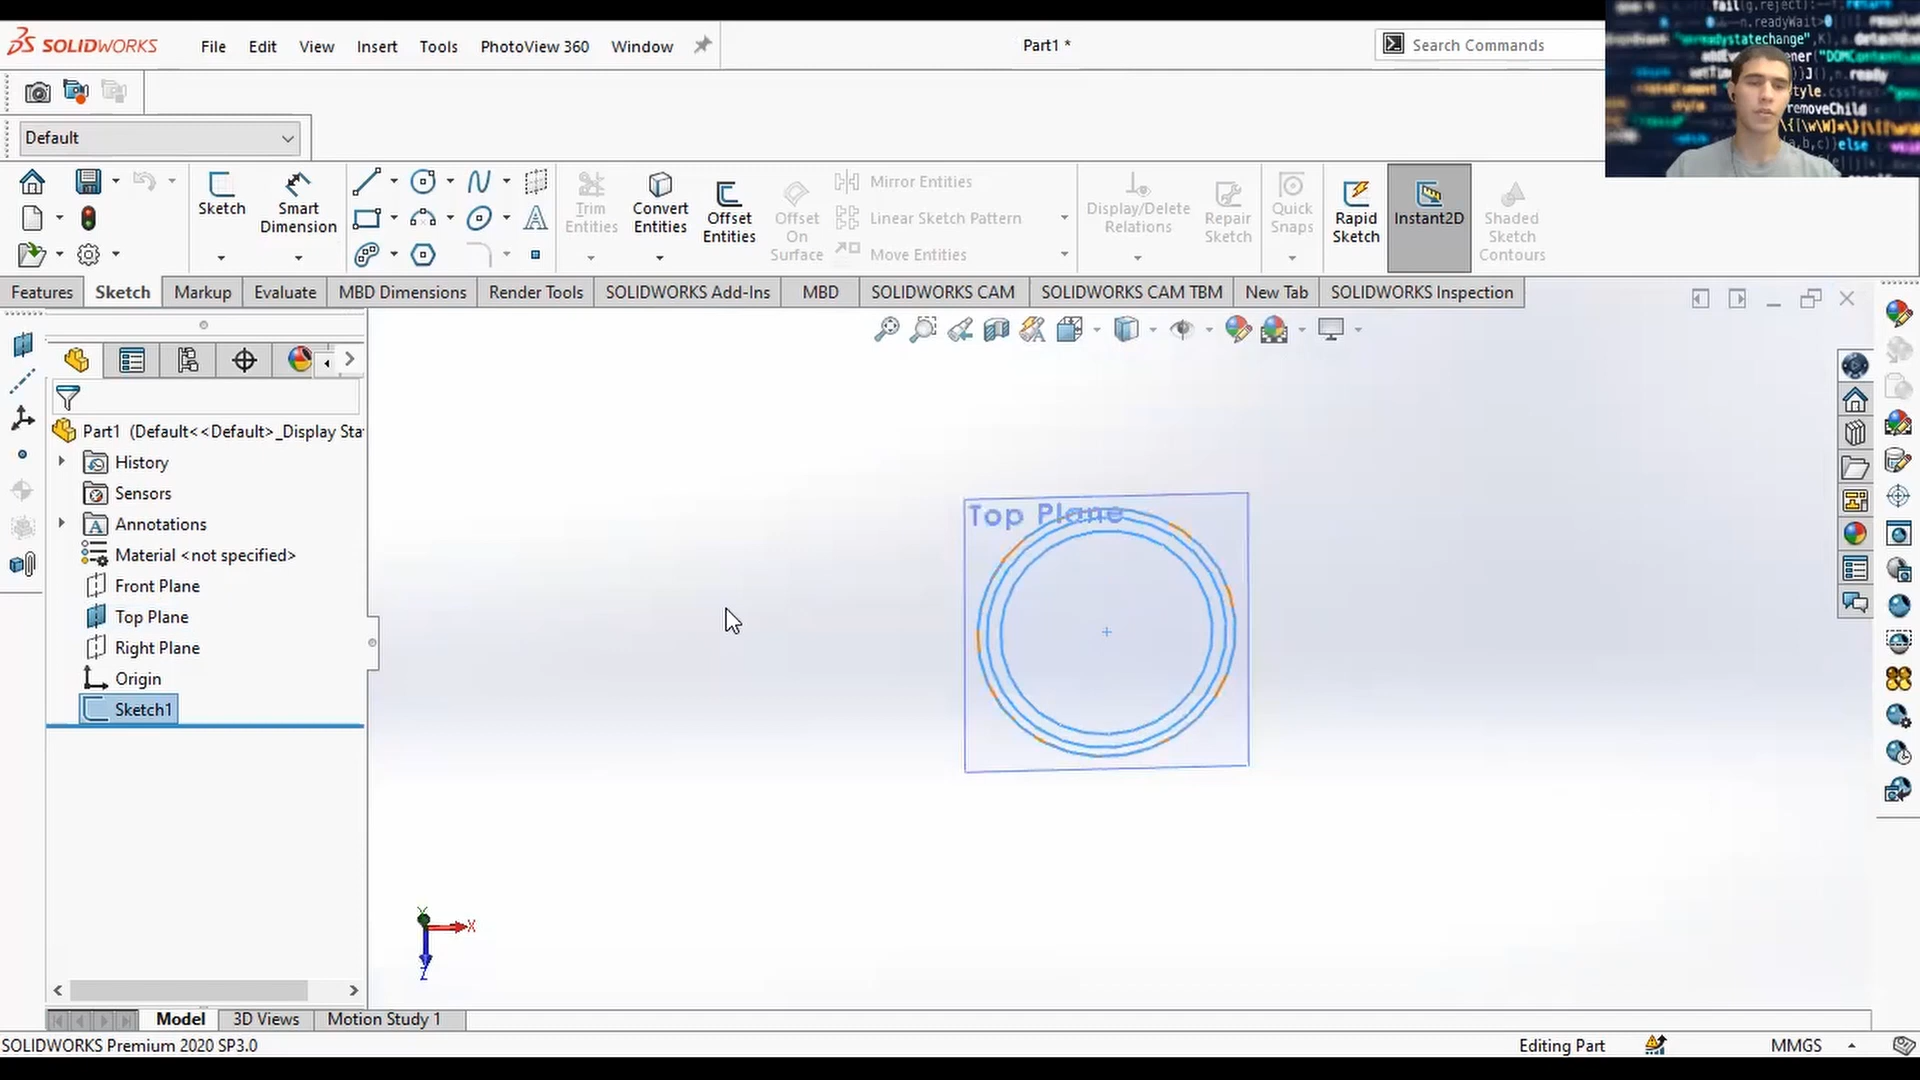 SOLIDWORKS File Edit View Insert Tools PhotoView 360 Window
Part1 *
Search Commands
Default
Sketch
Smart
Dimension
Trim
Entities
Convert
Entities
Offset
Entities
Offset
On
Surface
Mirror Entities
Linear Sketch Pattern
Move Entities
Display/Delete
Relations
Repair
Sketch
Quick
Snaps
Rapid
Sketch
Instant2D
Shaded
Sketch
Contours
Features Sketch Markup Evaluate MBD Dimensions Render Tools SOLIDWORKS Add-Ins MBD SOLIDWORKS CAM SOLIDWORKS CAM TBM New Tab SOLIDWORKS Inspection
Part1 (Default<<Default>_Display Sta
History
Sensors
Annotations
Material <not specified>
Front Plane
Top Plane
Right Plane
Origin
Sketch1
Top Plane
Y
X
Z
Model 3D Views Motion Study 1
SOLIDWORKS Premium 2020 SP3.0
Editing Part
MMGS
n.readyWait>0
removeChild